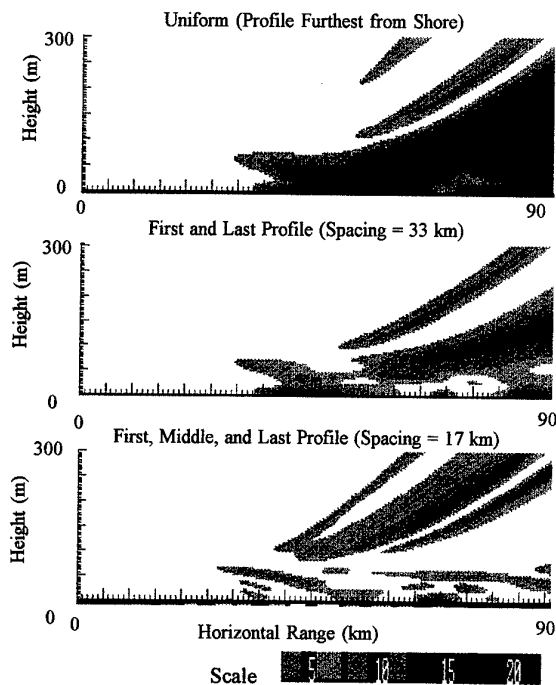 Uniform (Profile Furthest from Shore)
300
Height (m)
0
0
90
First and Last Profile (Spacing = 33 km)
300
Height (m)
0
0
90
First, Middle, and Last Profile (Spacing = 17 km)
300
Height (m)
0
0
90
Horizontal Range (km)
Scale
5 10 15 20